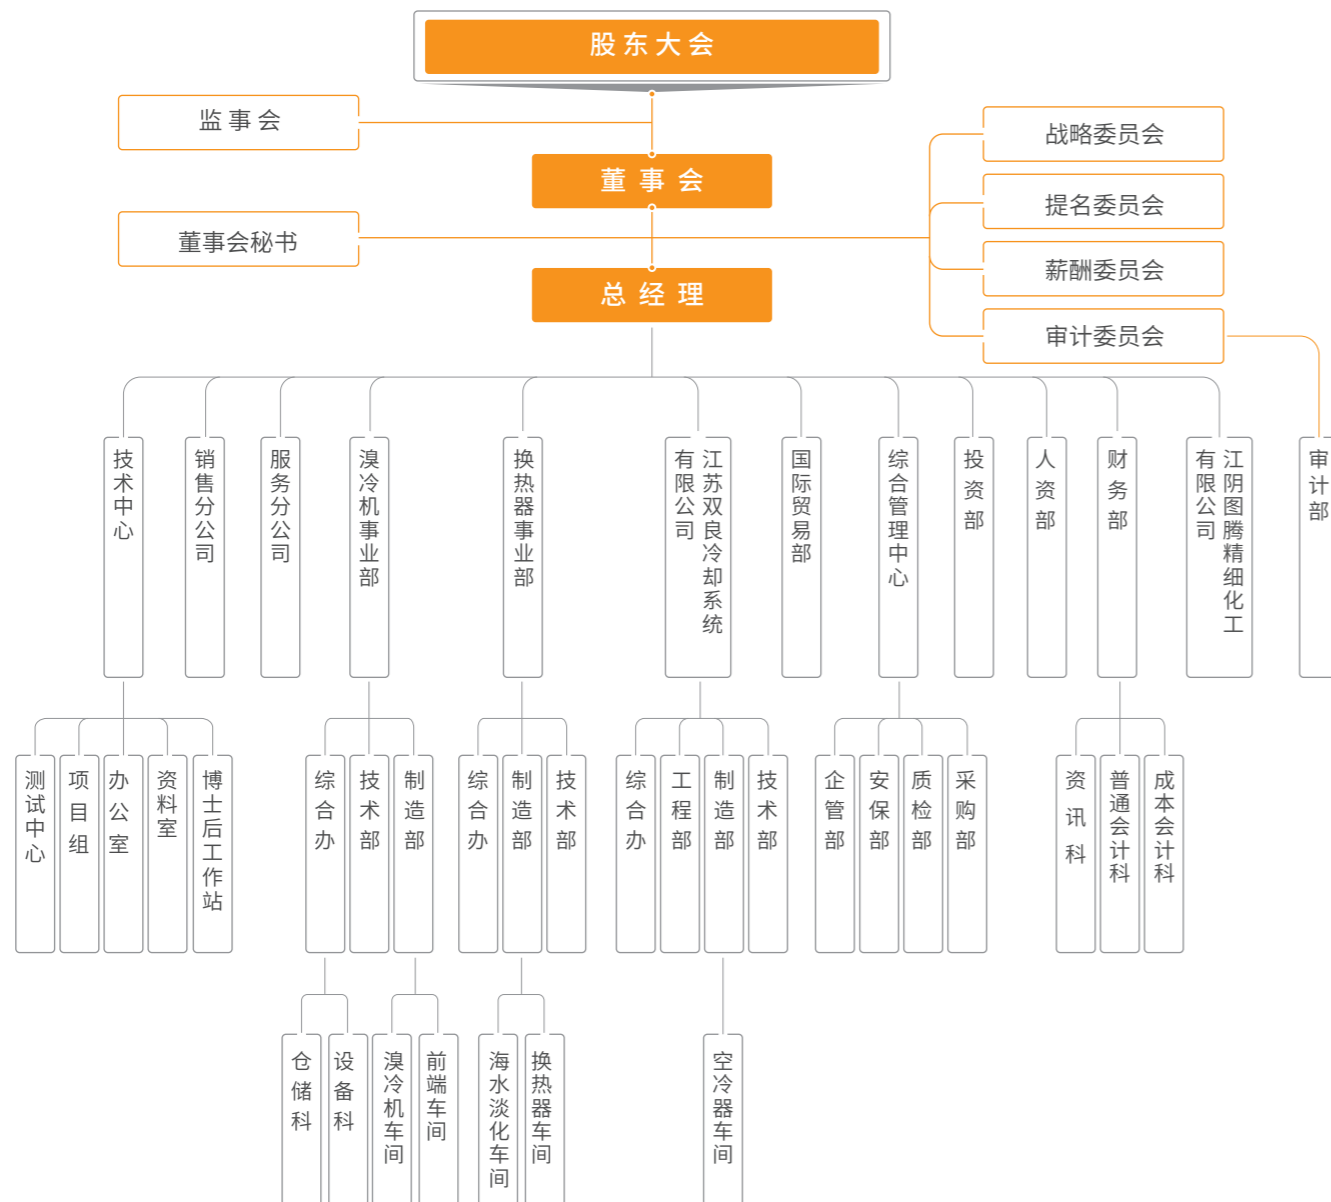 股东大会
监事会
战略委员会
董事会
提名委员会
董事会秘书
薪酬委员会
总经理
审计委员会
技术中心
销售分公司
服务分公司
溴冷机事业部
换热器事业部
江苏双良冷却系统
有限公司
国际贸易部
综合管理中心
投资部
人资部
财务部
江阴图腾精细化工
有限公司
审计部
测试中心
项目组
办公室
资料室
博士后工作站
综合办
技术部
制造部
综合办
制造部
技术部
综合办
工程部
制造部
技术部
企管部
安保部
质检部
采购部
资讯科
普通会计科
成本会计科
仓储科
设备科
溴冷机车间
前端车间
海水淡化车间
换热器车间
空冷器车间